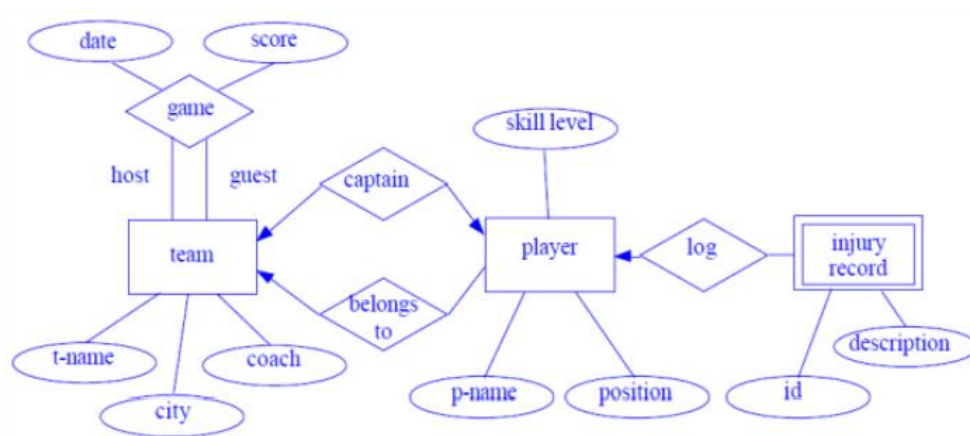 date
score
game
host
guest
skill level
captain
team
player
log
injury
record
belongs
to
t-name
coach
city
p-name
position
description
id